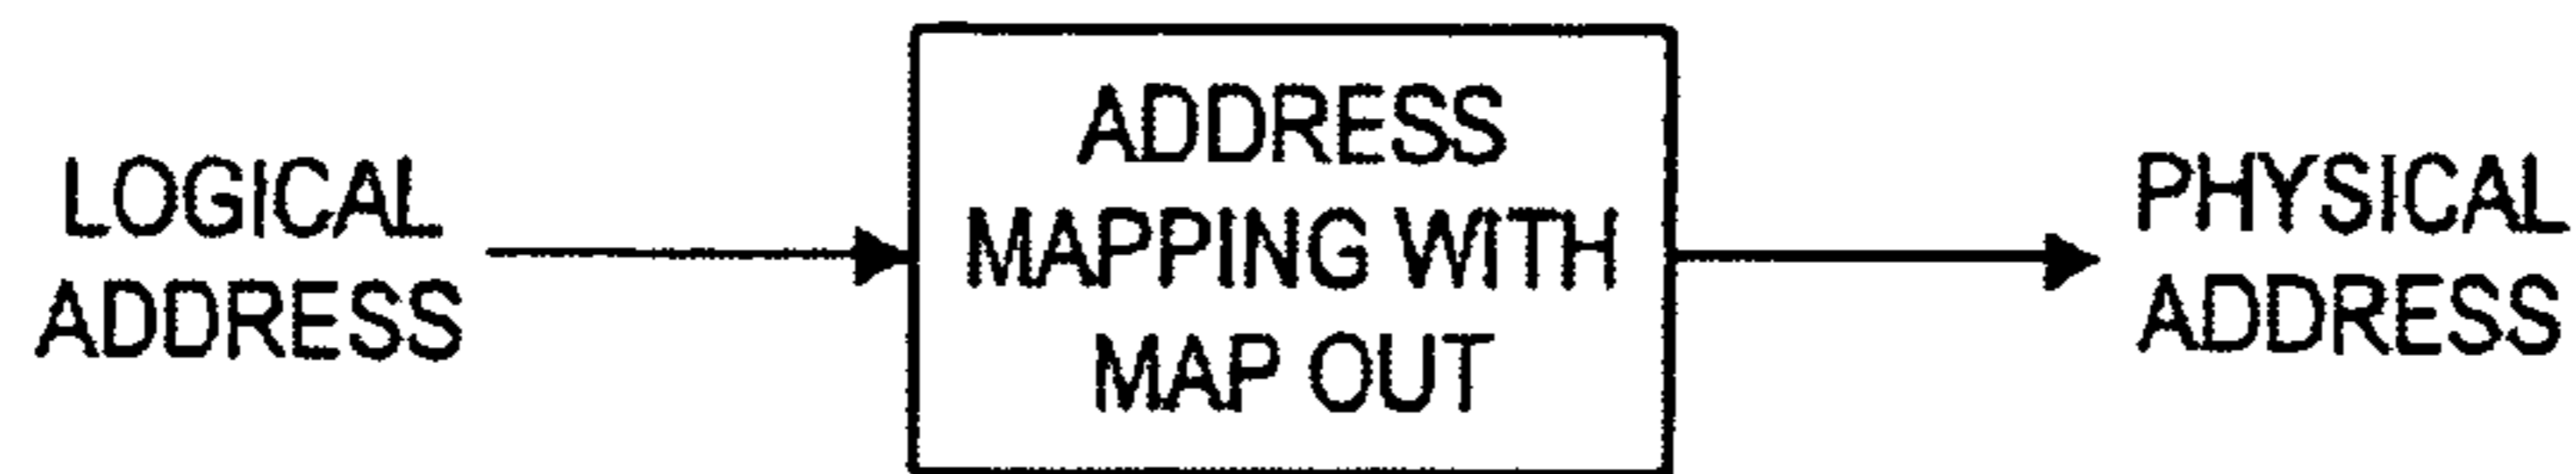 LOGICAL
ADDRESS
ADDRESS
MAPPING WITH
MAP OUT
PHYSICAL
ADDRESS